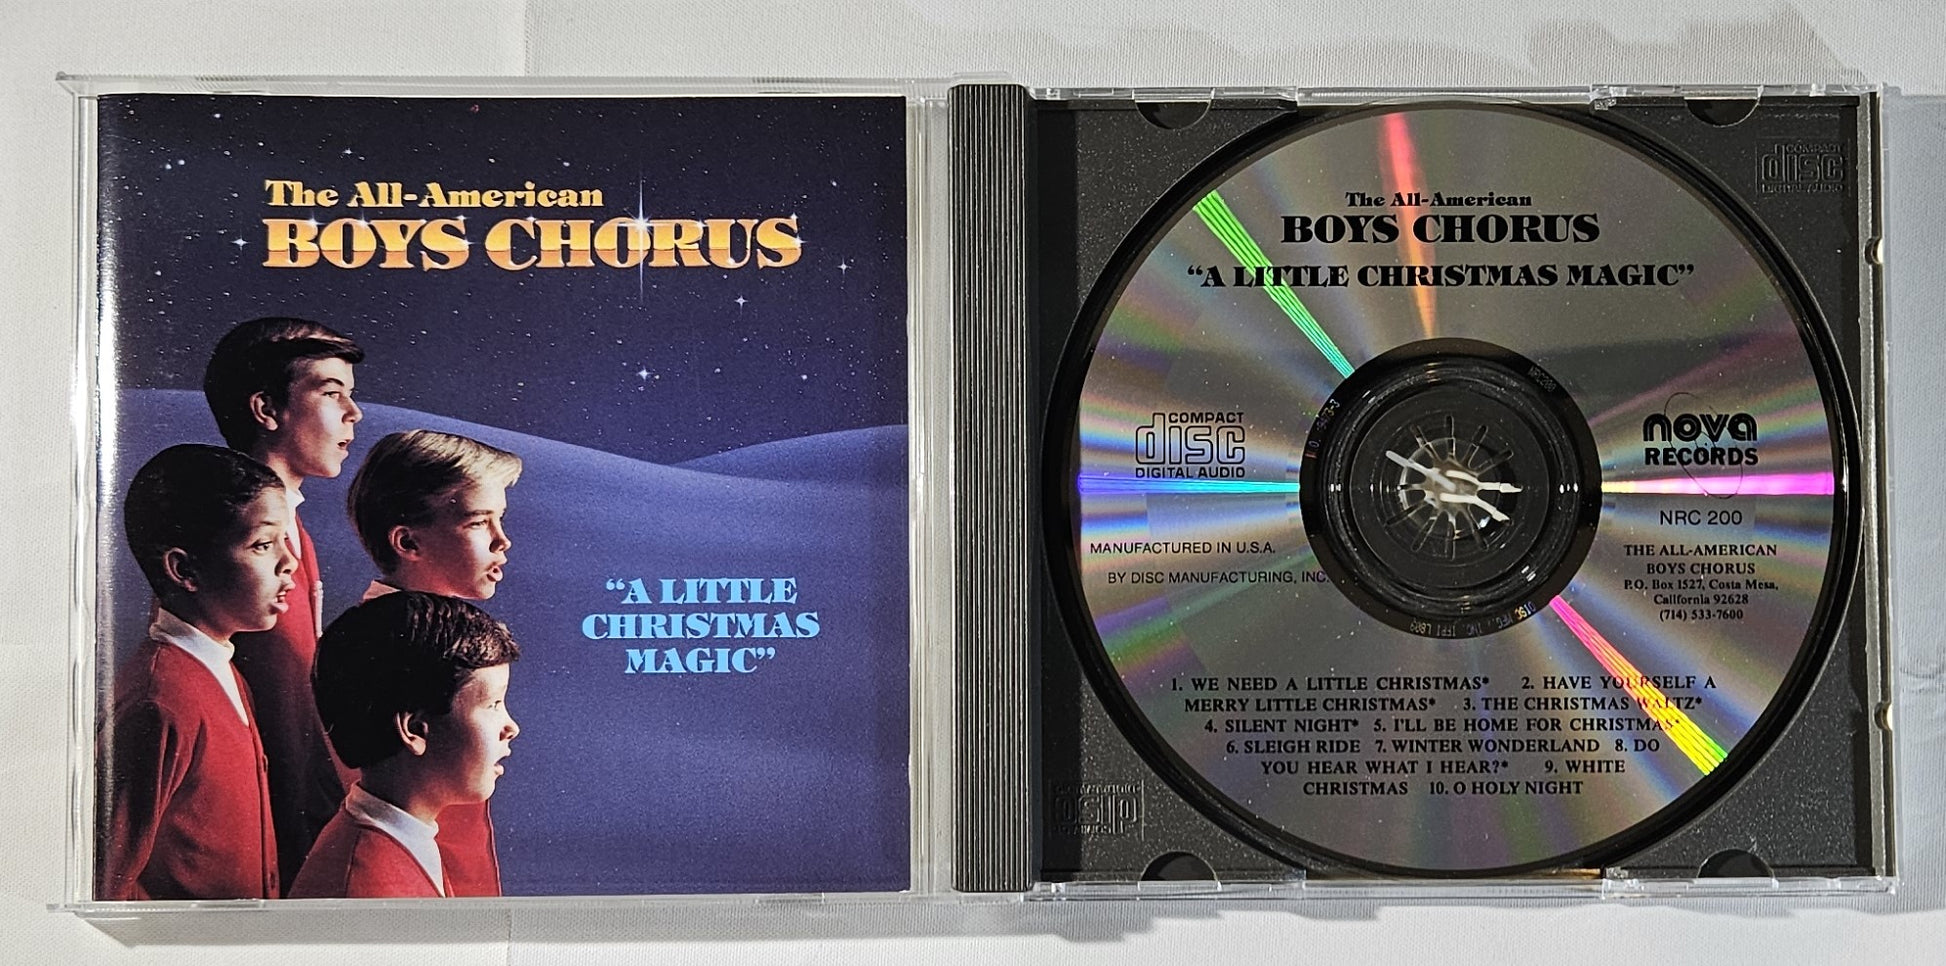 The All-American
BOYS CHORUS
“A LITTLE
CHRISTMAS
MAGIC”
The All-American
BOYS CHORUS
“A LITTLE CHRISTMAS MAGIC”
COMPACT
disc
DIGITAL AUDIO
nova
RECORDS
NRC 200
MANUFACTURED IN U.S.A.
BY DISC MANUFACTURING, INC.
THE ALL-AMERICAN
BOYS CHORUS
P.O. Box 1527, Costa Mesa,
California 92628
(714) 533-7600
1. WE NEED A LITTLE CHRISTMAS* 2. HAVE YOURSELF A
MERRY LITTLE CHRISTMAS* 3. THE CHRISTMAS WALTZ*
4. SILENT NIGHT* 5. I'LL BE HOME FOR CHRISTMAS*
6. SLEIGH RIDE 7. WINTER WONDERLAND 8. DO
YOU HEAR WHAT I HEAR?* 9. WHITE
CHRISTMAS 10. O HOLY NIGHT
COMPACT
disc
DIGITAL AUDIO